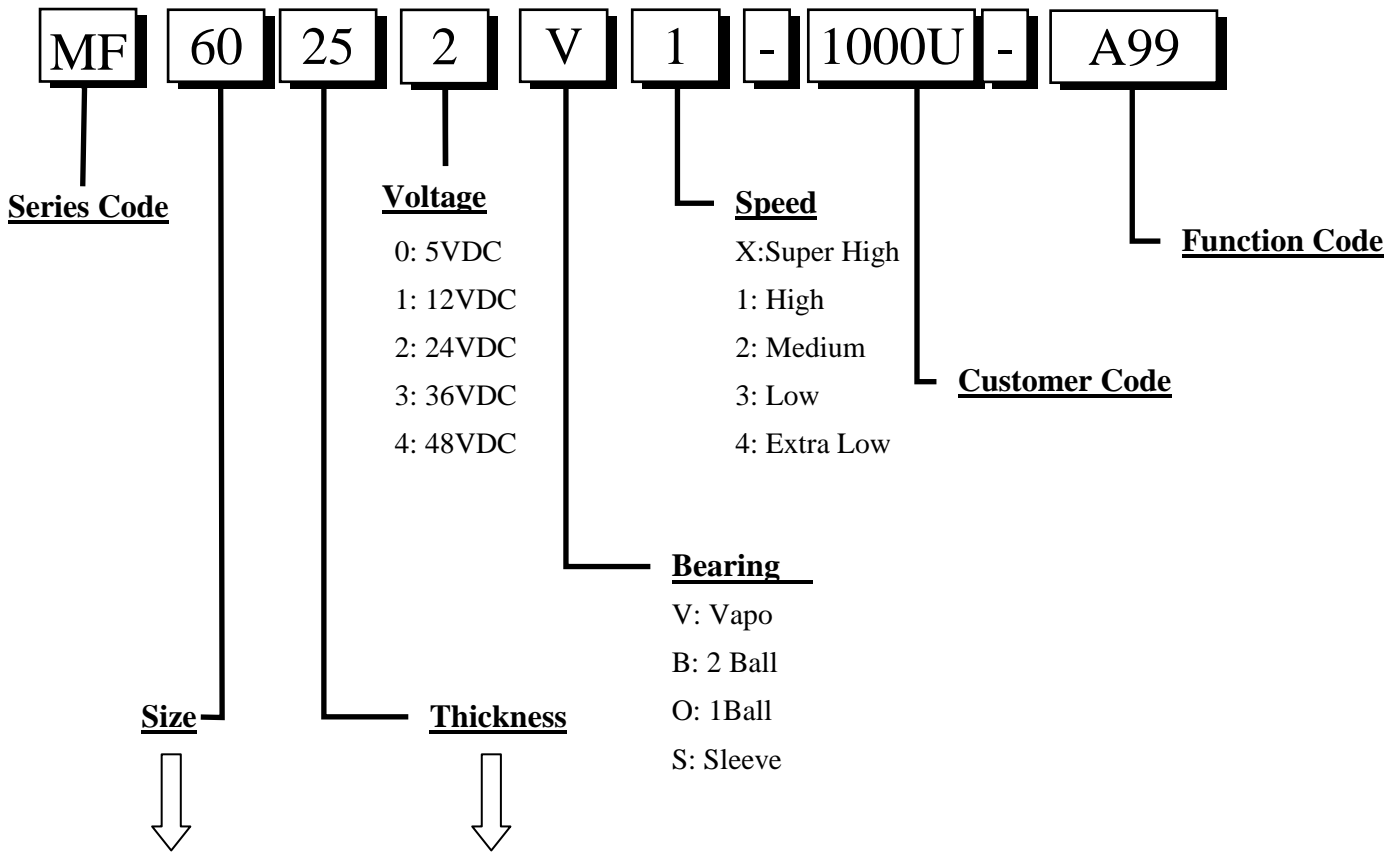 MF 60 25 2 V 1 - 1000U - A99
Series Code
Voltage
0: 5VDC
1: 12VDC
2: 24VDC
3: 36VDC
4: 48VDC
Speed
X:Super High
1: High
2: Medium
3: Low
4: Extra Low
Function Code
Customer Code
Bearing
V: Vapo
B: 2 Ball
O: 1Ball
S: Sleeve
Size
Thickness